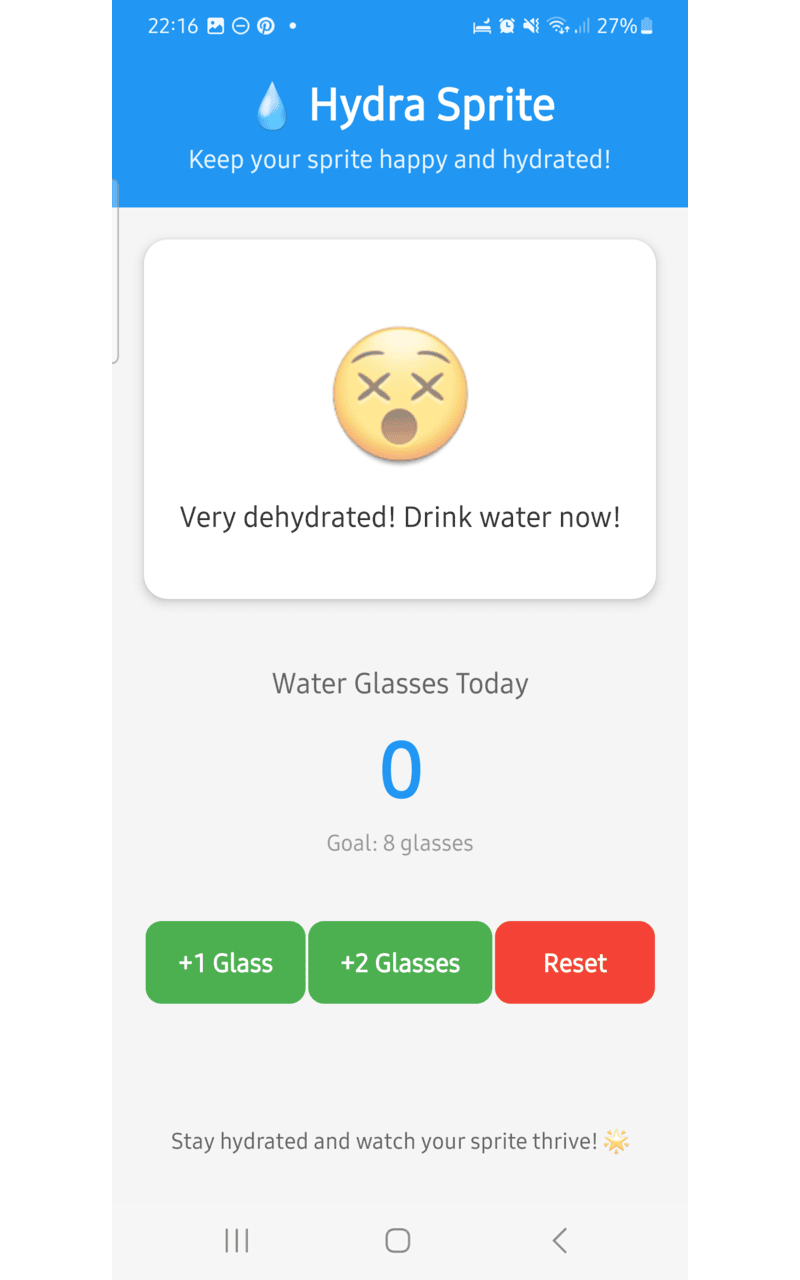 22:16 27%
Hydra Sprite
Keep your sprite happy and hydrated!
Very dehydrated! Drink water now!
Water Glasses Today
0
Goal: 8 glasses
+1 Glass +2 Glasses Reset
Stay hydrated and watch your sprite thrive!